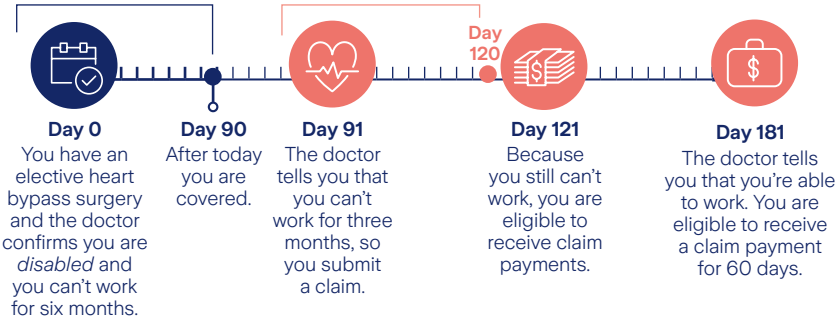 Day 0
You have an
elective heart
bypass surgery
and the doctor
confirms you are
disabled and
you can't work
for six months.
Day 90
After today
you are
covered.
Day 91
The doctor
tells you that
you can't
work for three
months, so
you submit
a claim.
Day
120
$
Day 121
Because
you still can't
work, you are
eligible to
receive claim
payments.
$
Day 181
The doctor tells
you that you're able
to work. You are
eligible to receive
a claim payment
for 60 days.